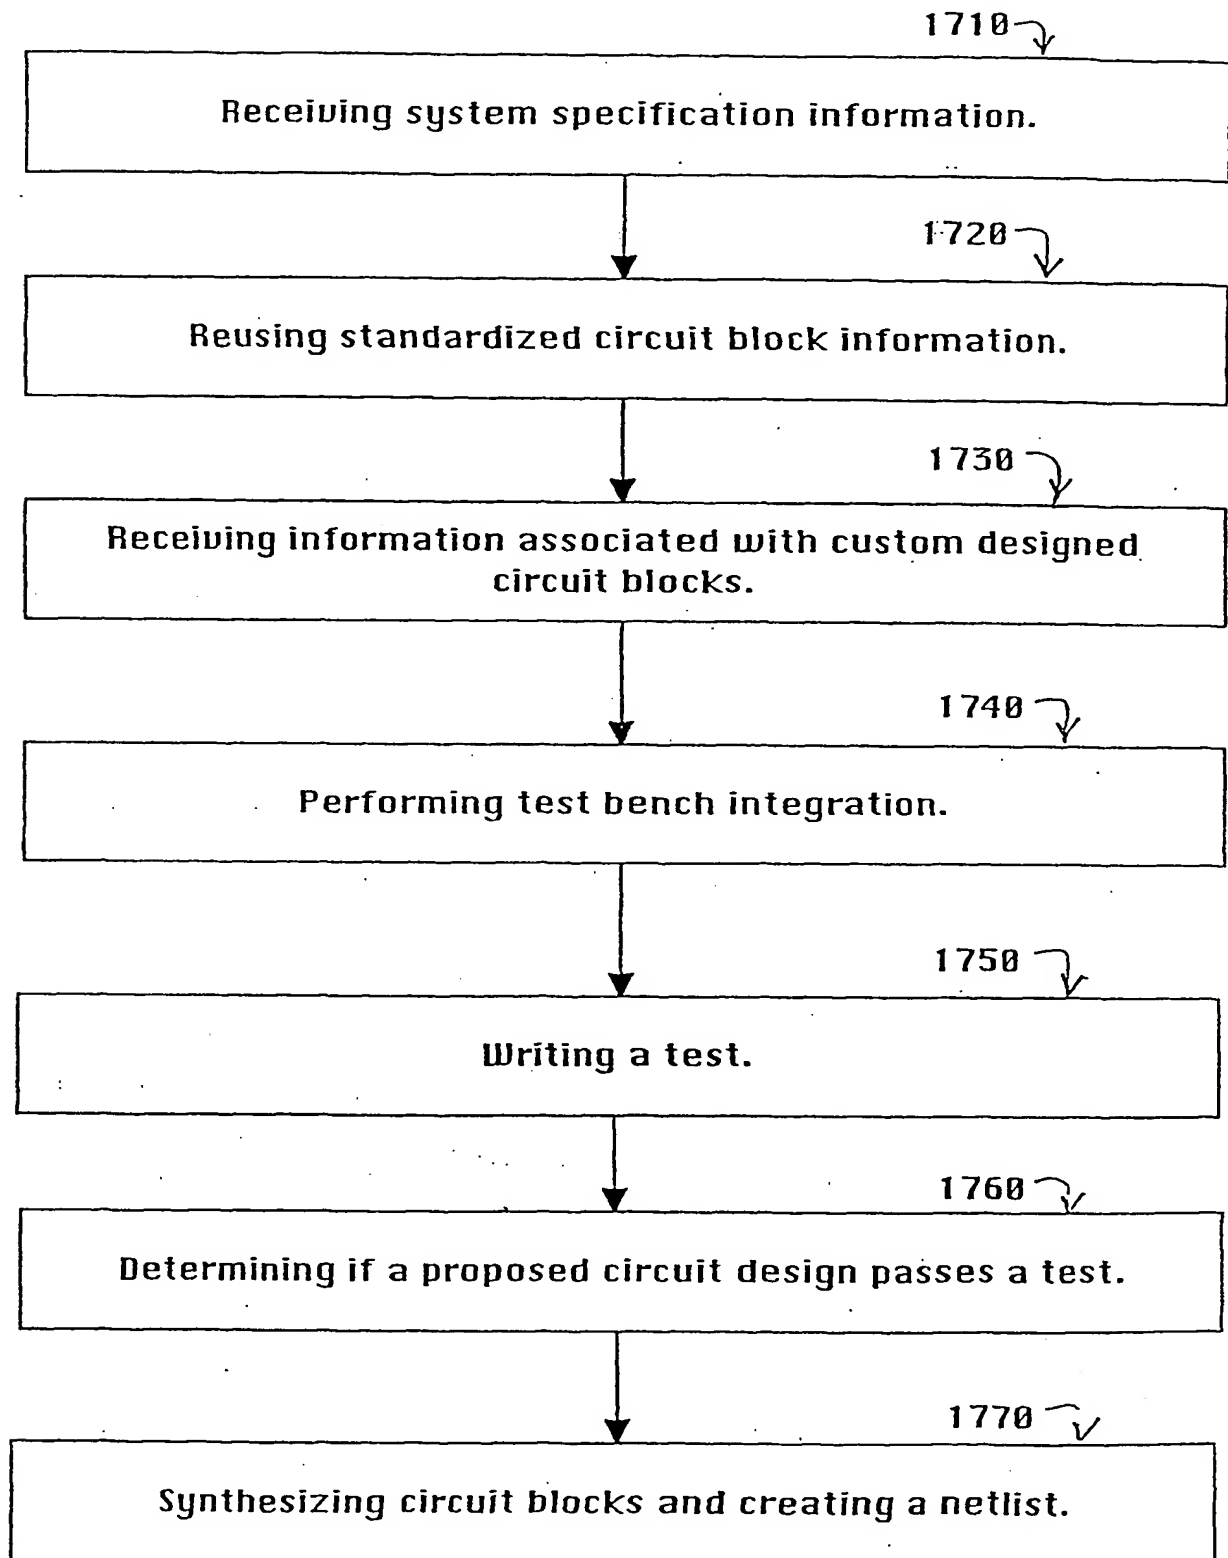 1710
Receiving system specification information.
1720
Reusing standardized circuit block information.
1730
Receiving information associated with custom designed
circuit blocks.
1740
Performing test bench integration.
1750
Writing a test.
1760
Determining if a proposed circuit design passes a test.
1770
Synthesizing circuit blocks and creating a netlist.